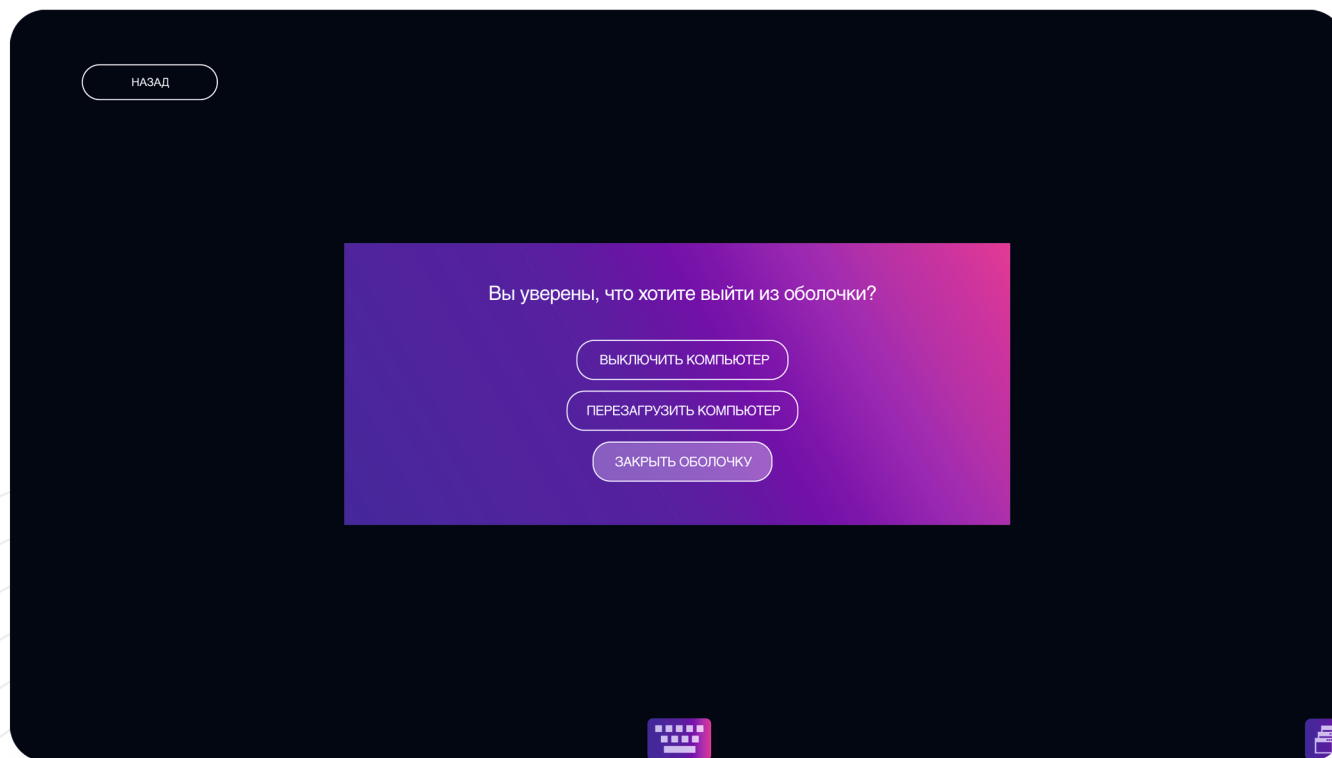 НАЗАД
Вы уверены, что хотите выйти из оболочки?
ВЫКЛЮЧИТЬ КОМПЬЮТЕР
ПЕРЕЗАГРУЗИТЬ КОМПЬЮТЕР
ЗАКРЫТЬ ОБОЛОЧКУ